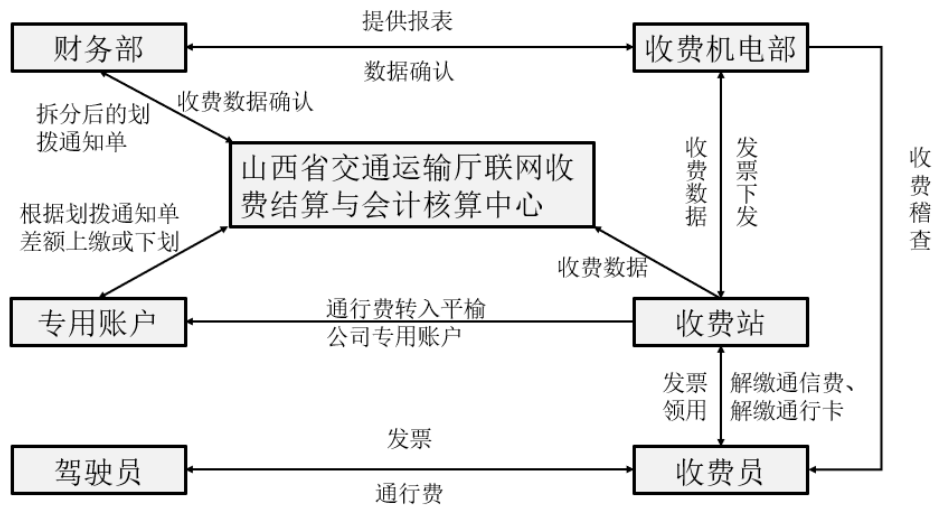 提供报表
财务部
收费机电部
数据确认
拆分后的划
拨通知单
收费数据确认
山西省交通运输厅联网收
费结算与会计核算中心
收费数据
发票下发
收费稽查
根据划拨通知单
差额上缴或下划
收费数据
专用账户
通行费转入平榆
公司专用账户
收费站
发票
领用
解缴通信费、
解缴通行卡
发票
驾驶员
收费员
通行费